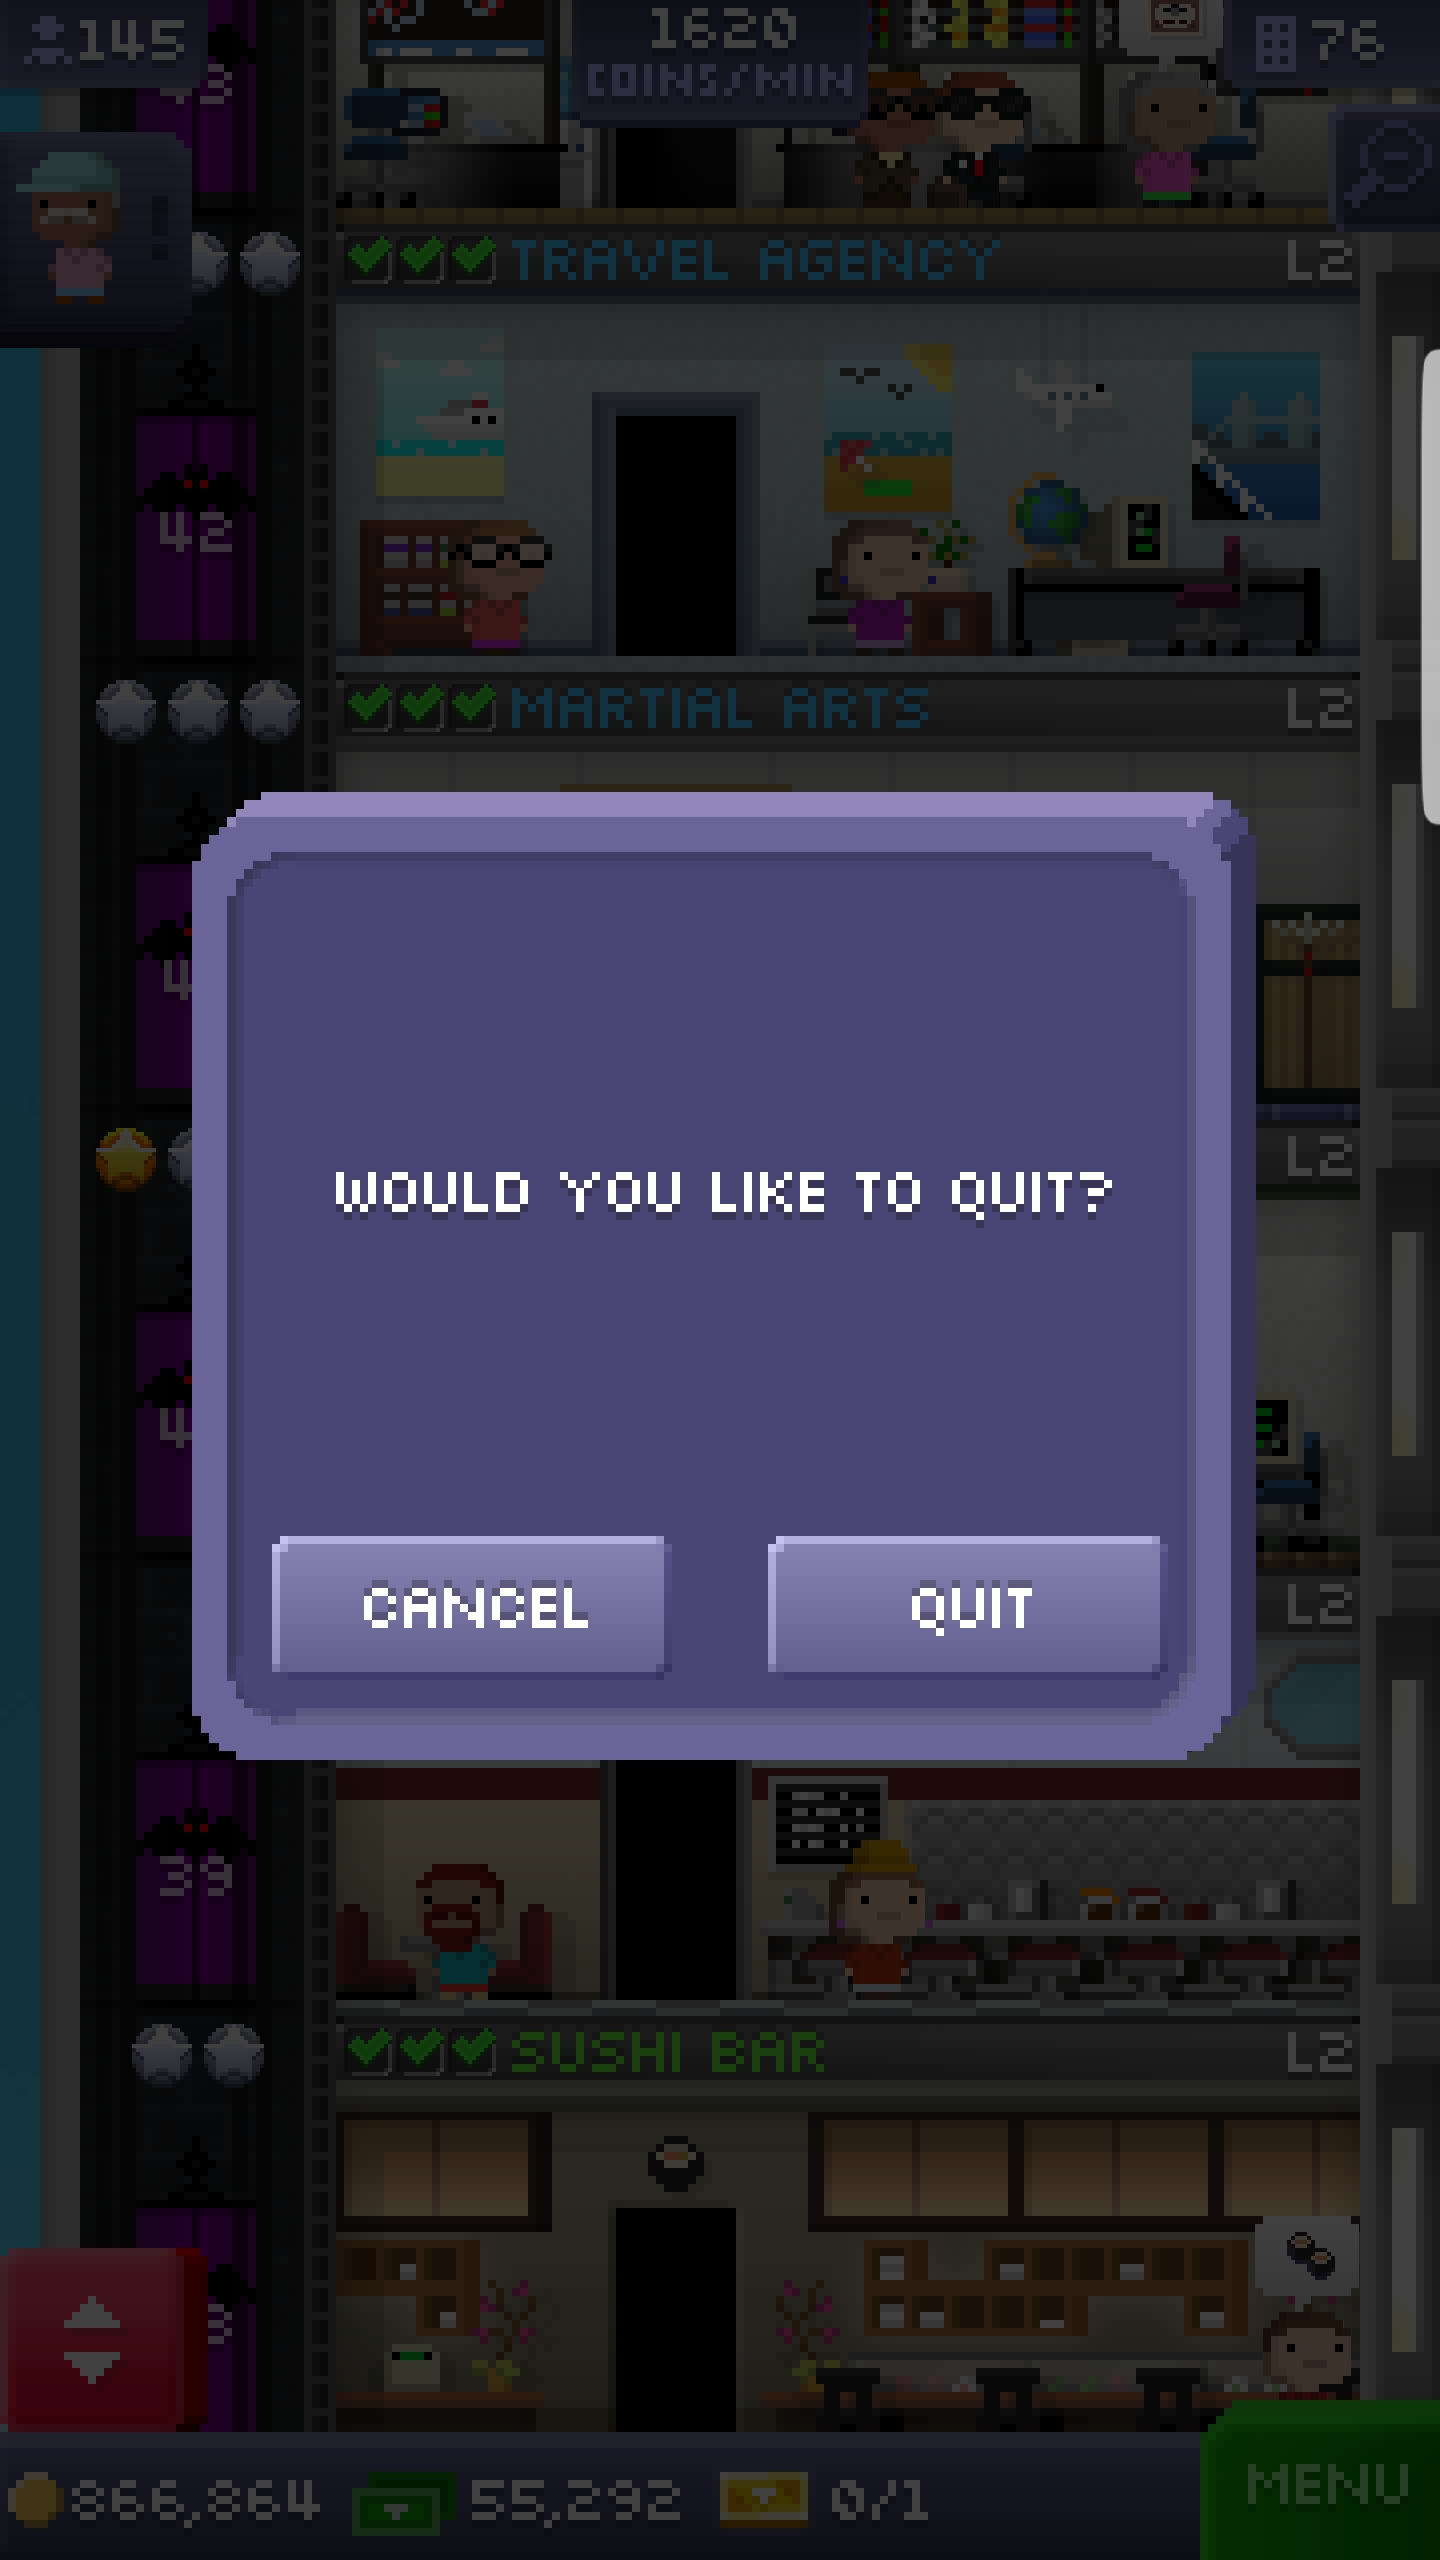 145
1620
COINS/MIN
76
TRAVEL AGENCY L2
42
MARTIAL ARTS L2
L2
WOULD YOU LIKE TO QUIT?
CANCEL QUIT
L2
39
SUSHI BAR L2
866,864 55,292 0/1
MENU